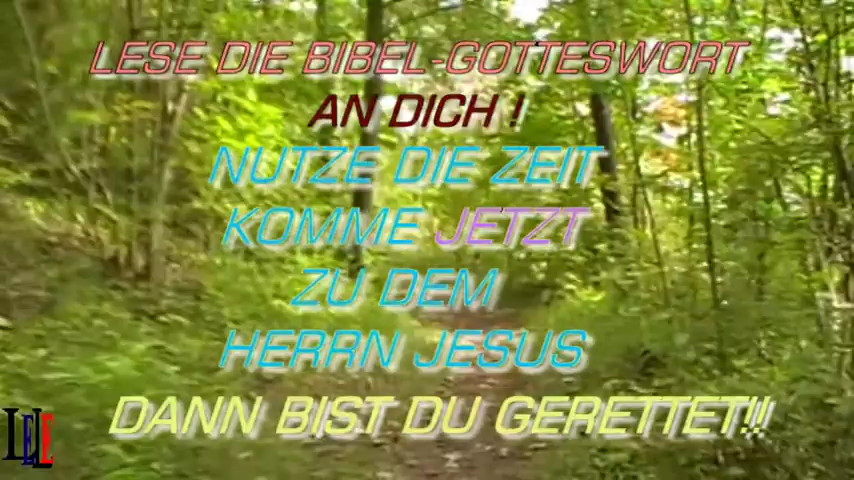 LESE DIE BIBEL-GOTTESWORT
AN DICH !
NUTZE DIE ZEIT
KOMME JETZT
ZU DEM
HERRN JESUS
DANN BIST DU GERETTET!!
LELE